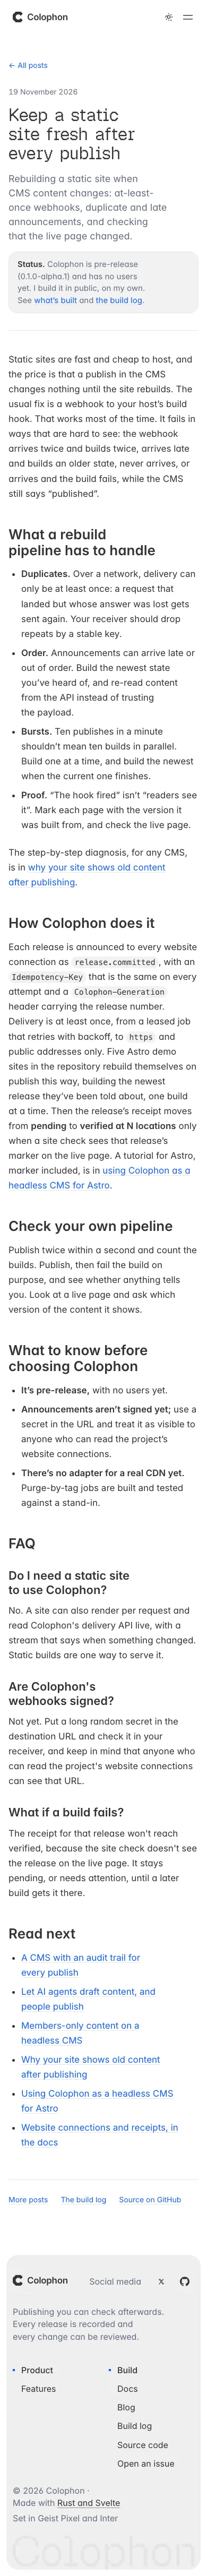 Colophon
← All posts
19 November 2026
Keep a static
site fresh after
every publish
Rebuilding a static site when
CMS content changes: at-least-
once webhooks, duplicate and late
announcements, and checking
that the live page changed.
Status. Colophon is pre-release
(0.1.0-alpha.1) and has no users
yet. I build it in public, on my own.
See what's built and the build log.
Static sites are fast and cheap to host, and
the price is that a publish in the CMS
changes nothing until the site rebuilds. The
usual fix is a webhook to your host's build
hook. That works most of the time. It fails in
ways that are hard to see: the webhook
arrives twice and builds twice, arrives late
and builds an older state, never arrives, or
arrives and the build fails, while the CMS
still says “published”.
What a rebuild
pipeline has to handle
• Duplicates. Over a network, delivery can
only be at least once: a request that
landed but whose answer was lost gets
sent again. Your receiver should drop
repeats by a stable key.
• Order. Announcements can arrive late or
out of order. Build the newest state
you've heard of, and re-read content
from the API instead of trusting
the payload.
• Bursts. Ten publishes in a minute
shouldn't mean ten builds in parallel.
Build one at a time, and build the newest
when the current one finishes.
• Proof. “The hook fired” isn't “readers see
it”. Mark each page with the version it
was built from, and check the live page.
The step-by-step diagnosis, for any CMS,
is in why your site shows old content
after publishing.
How Colophon does it
Each release is announced to every website
connection as release.committed, with an
Idempotency-Key that is the same on every
attempt and a Colophon-Generation
header carrying the release number.
Delivery is at least once, from a leased job
that retries with backoff, to https and
public addresses only. Five Astro demo
sites in the repository rebuild themselves on
publish this way, building the newest
release they've been told about, one build
at a time. Then the release's receipt moves
from pending to verified at N locations only
when a site check sees that release's
marker on the live page. A tutorial for Astro,
marker included, is in using Colophon as a
headless CMS for Astro.
Check your own pipeline
Publish twice within a second and count the
builds. Publish, then fail the build on
purpose, and see whether anything tells
you. Look at a live page and ask which
version of the content it shows.
What to know before
choosing Colophon
• It's pre-release, with no users yet.
• Announcements aren't signed yet; use a
secret in the URL and treat it as visible to
anyone who can read the project's
website connections.
• There's no adapter for a real CDN yet.
Purge-by-tag jobs are built and tested
against a stand-in.
FAQ
Do I need a static site
to use Colophon?
No. A site can also render per request and
read Colophon's delivery API live, with a
stream that says when something changed.
Static builds are one way to serve it.
Are Colophon's
webhooks signed?
Not yet. Put a long random secret in the
destination URL and check it in your
receiver, and keep in mind that anyone who
can read the project's website connections
can see that URL.
What if a build fails?
The receipt for that release won't reach
verified, because the site check doesn't see
the release on the live page. It stays
pending, or needs attention, until a later
build gets it there.
Read next
• A CMS with an audit trail for
every publish
• Let AI agents draft content, and
people publish
• Members-only content on a
headless CMS
• Why your site shows old content
after publishing
• Using Colophon as a headless CMS
for Astro
• Website connections and receipts, in
the docs
More posts The build log Source on GitHub
Colophon Social media
Publishing you can check afterwards.
Every release is recorded and
every change can be reviewed.
Product
Features
Build
Docs
Blog
Build log
Source code
Open an issue
© 2026 Colophon ·
Made with Rust and Svelte
Set in Geist Pixel and Inter
Colophon